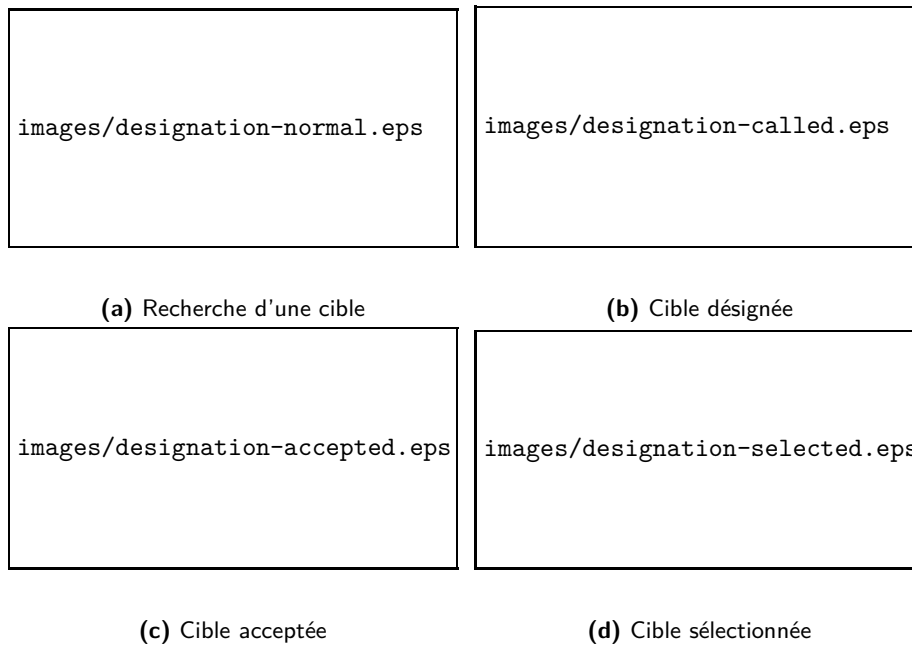 images/designation-normal.eps
images/designation-called.eps
(a) Recherche d'une cible
(b) Cible désignée
images/designation-accepted.eps
images/designation-selected.eps
(c) Cible acceptée
(d) Cible sélectionnée